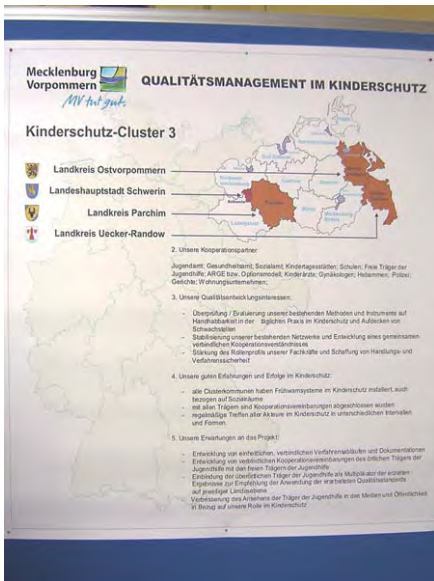 Mecklenburg
Vorpommern
MV tut gut.
QUALITÄTSMANAGEMENT IM KINDERSCHUTZ
Kinderschutz-Cluster 3
Landkreis Ostvorpommern
Landeshauptstadt Schwerin
Landkreis Parchim
Landkreis Uecker-Randow
2. Unsere Kooperationspartner
Jugendamt; Gesundheitsamt; Sozialamt; Kindertagesstätten; Schulen; Freie Träger der
Jugendhilfe; ARGE bzw. Optionsmodell; Kinderärzte; Gynäkologen; Hebammen; Polizei;
Gerichte; Wohnungsunternehmen;
3. Unsere Qualitätsentwicklungsinteressen:
- Überprüfung / Evaluierung unserer bestehenden Methoden und Instrumente auf
Handhabbarkeit in der täglichen Praxis im Kinderschutz und Aufdecken von
Schwachstellen
- Stabilisierung unserer bestehenden Netzwerke und Entwicklung eines gemeinsamen
verbindlichen Kooperationsverständnisses
- Stärkung des Rollenprofils unserer Fachkräfte und Schaffung von Handlungs- und
Verfahrenssicherheit
4. Unsere guten Erfahrungen und Erfolge im Kinderschutz:
- alle Clusterkommunen haben Frühwarnsysteme im Kinderschutz installiert, auch
bezogen auf Sozialräume
- mit allen Trägern sind Kooperationsvereinbarungen abgeschlossen worden
- regelmäßige Treffen aller Akteure im Kinderschutz in unterschiedlichen Intervallen
und Formen
5. Unsere Erwartungen an das Projekt:
- Entwicklung von einheitlichen, verbindlichen Verfahrensabläufen und Dokumentationen
- Entwicklung von verbindlichen Kooperationsvereinbarungen des örtlichen Trägers der
Jugendhilfe mit den freien Trägern der Jugendhilfe
- Einbindung der überörtlichen Träger der Jugendhilfe als Multiplikator der erzielten
Ergebnisse zur Empfehlung der Anwendung der erarbeiteten Qualitätsstandards
auf jeweiliger Landesebene
- Verbesserung des Ansehens der Träger der Jugendhilfe in den Medien und Öffentlichkeit
in Bezug auf unsere Rolle im Kinderschutz